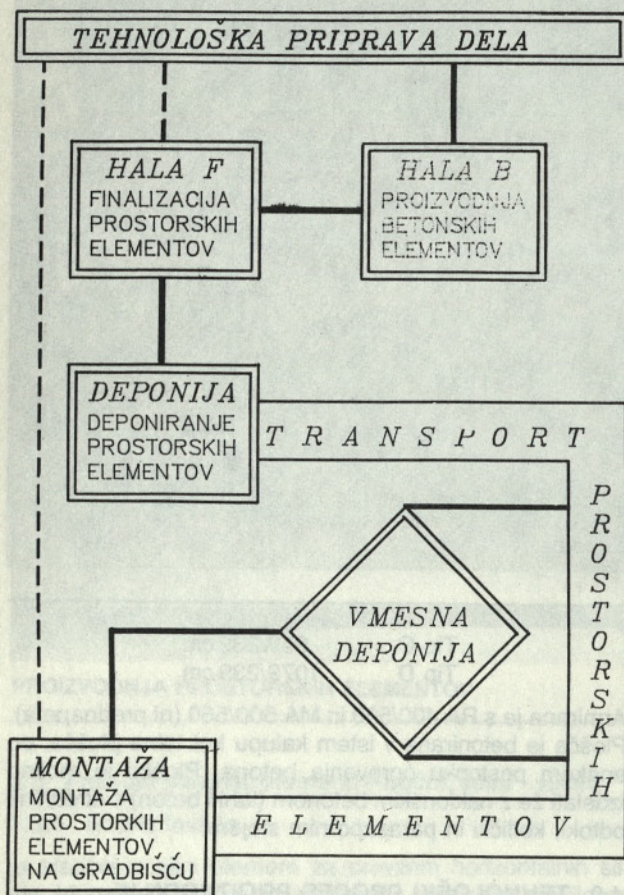 TEHNOLOŠKA PRIPRAVA DELA
HALA F
FINALIZACIJA
PROSTORSKIH
ELEMENTOV
HALA B
PROIZVODNJA
BETONSKIH
ELEMENTOV
DEPONIJA
DEPONIRANJE
PROSTORSKIH
ELEMENTOV
TRANSPORT
PROSTORSKIH
ELEMENTOV
VMESNA
DEPONIJA
MONTAŽA
MONTAŽA
PROSTORKIH
ELEMENTOV
NA GRADBIŠĆU